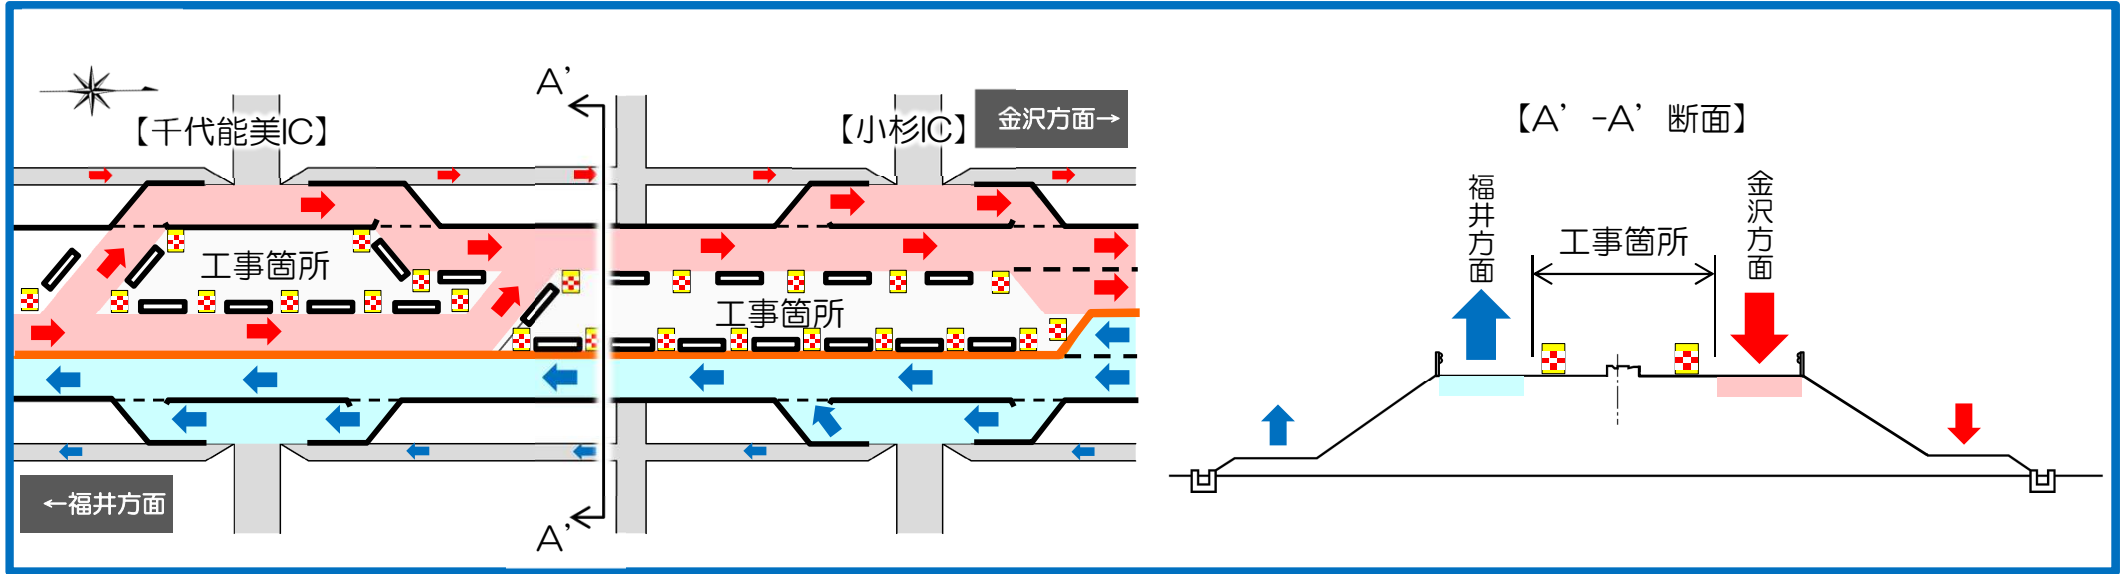 A’
【千代能美IC】
【小杉IC】
金沢方面→
工事箇所
工事箇所
←福井方面
A’
【A’ -A’ 断面】
福井方面
工事箇所
金沢方面